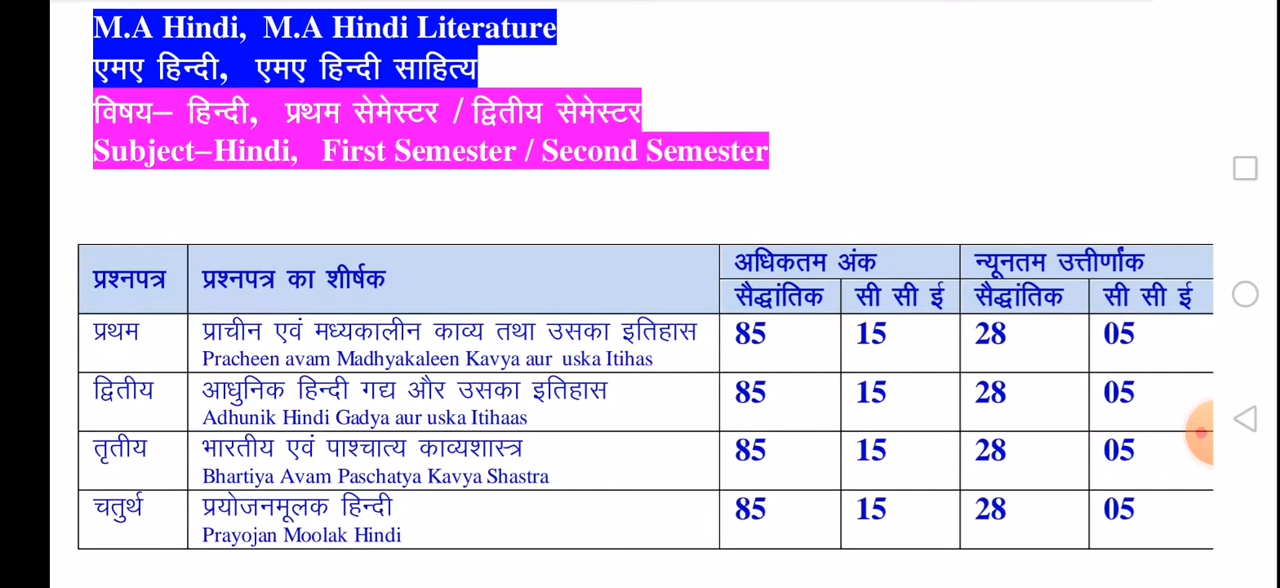 M.A Hindi, M.A Hindi Literature
एमए हिन्दी, एमए हिन्दी साहित्य
विषय– हिन्दी, प्रथम सेमेस्टर / द्वितीय सेमेस्टर
Subject–Hindi, First Semester / Second Semester
प्रश्नपत्र प्रश्नपत्र का शीर्षक अधिकतम अंक न्यूनतम उत्तीर्णांक
सैद्धांतिक सी सी ई सैद्धांतिक सी सी ई
प्रथम प्राचीन एवं मध्यकालीन काव्य तथा उसका इतिहास 85 15 28 05
Pracheen avam Madhyakaleen Kavya aur uska Itihas
द्वितीय आधुनिक हिन्दी गद्य और उसका इतिहास 85 15 28 05
Adhunik Hindi Gadya aur uska Itihaas
तृतीय भारतीय एवं पाश्चात्य काव्यशास्त्र 85 15 28 05
Bhartiya Avam Paschatya Kavya Shastra
चतुर्थ प्रयोजनमूलक हिन्दी 85 15 28 05
Prayojan Moolak Hindi